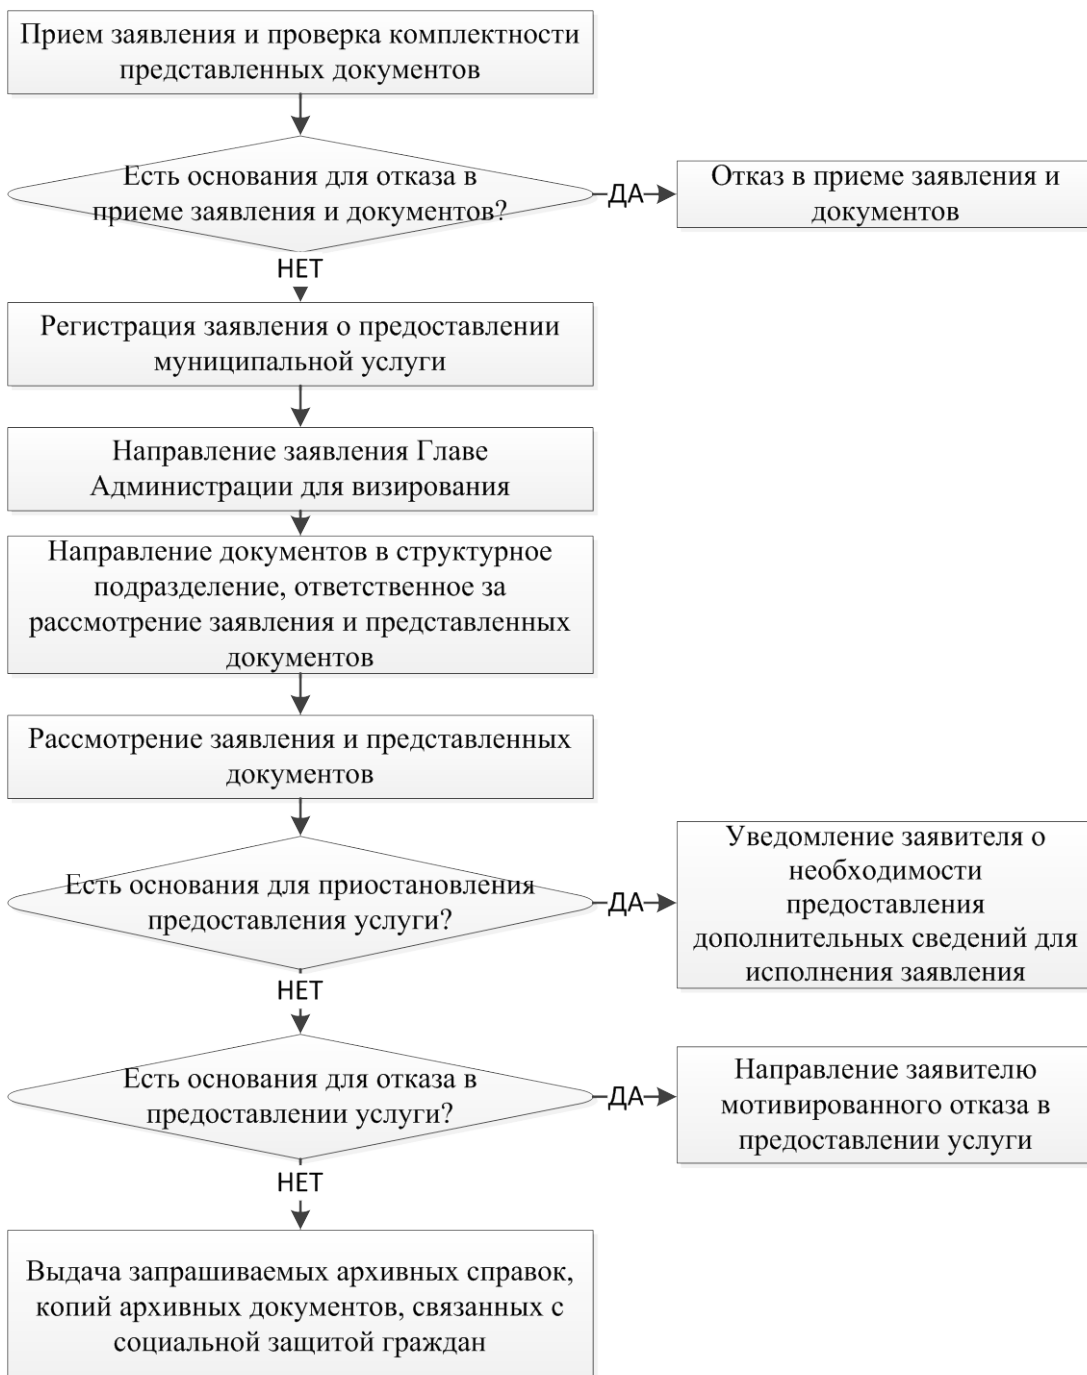 Прием заявления и проверка комплектности
представленных документов
Есть основания для отказа в
приеме заявления и документов?
ДА
Отказ в приеме заявления и
документов
НЕТ
Регистрация заявления о предоставлении
муниципальной услуги
Направление заявления Главе
Администрации для визирования
Направление документов в структурное
подразделение, ответственное за
рассмотрение заявления и представленных
документов
Рассмотрение заявления и представленных
документов
Есть основания для приостановления
предоставления услуги?
ДА
Уведомление заявителя о
необходимости
предоставления
дополнительных сведений для
исполнения заявления
НЕТ
Есть основания для отказа в
предоставлении услуги?
ДА
Направление заявителю
мотивированного отказа в
предоставлении услуги
НЕТ
Выдача запрашиваемых архивных справок,
копий архивных документов, связанных с
социальной защитой граждан